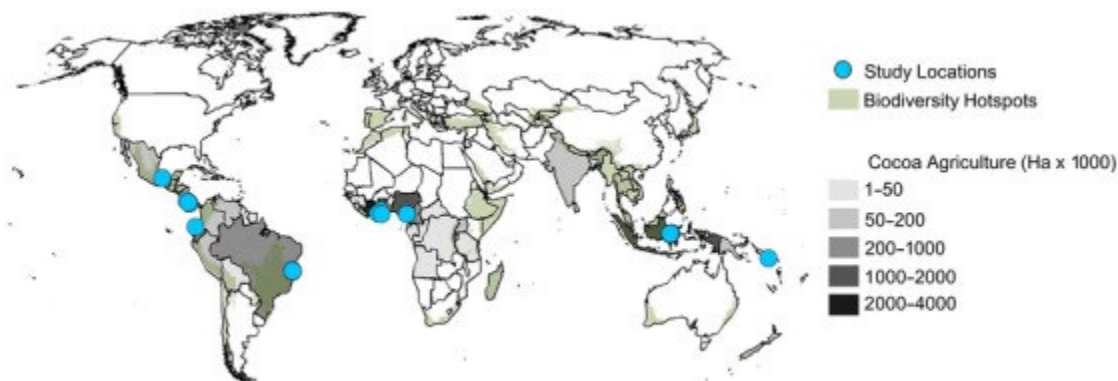 Study Locations
Biodiversity Hotspots
Cocoa Agriculture (Ha x 1000)
1–50
50–200
200–1000
1000–2000
2000–4000